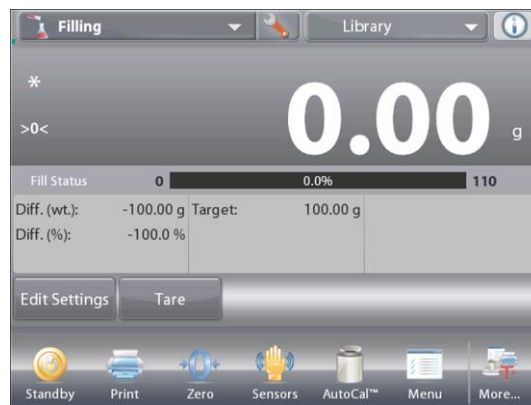 Filling Library
*
>0<
0.00 g
Fill Status 0 0.0% 110
Diff. (wt.): -100.00 g Target: 100.00 g
Diff. (%): -100.0 %
Edit Settings Tare
Standby Print Zero Sensors AutoCal™ Menu More...